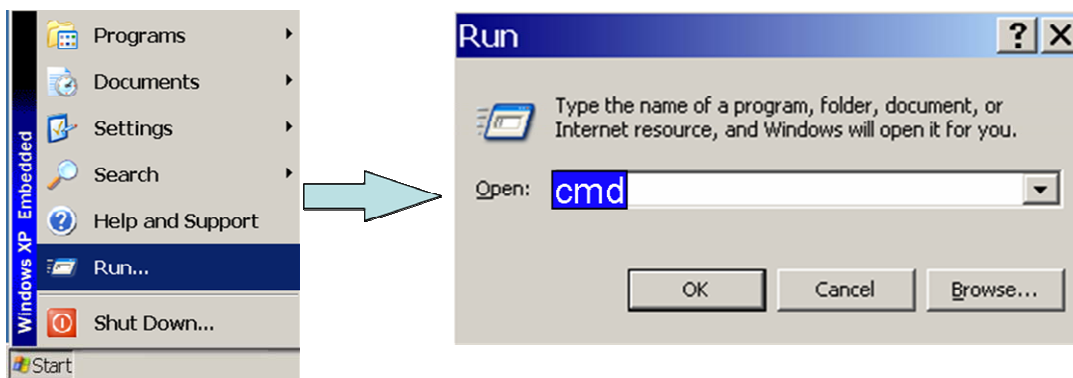 Programs
Documents
Settings
Search
Help and Support
Run...
Shut Down...
Windows XP Embedded
Start
Run
Type the name of a program, folder, document, or
Internet resource, and Windows will open it for you.
Open: cmd
OK Cancel Browse...